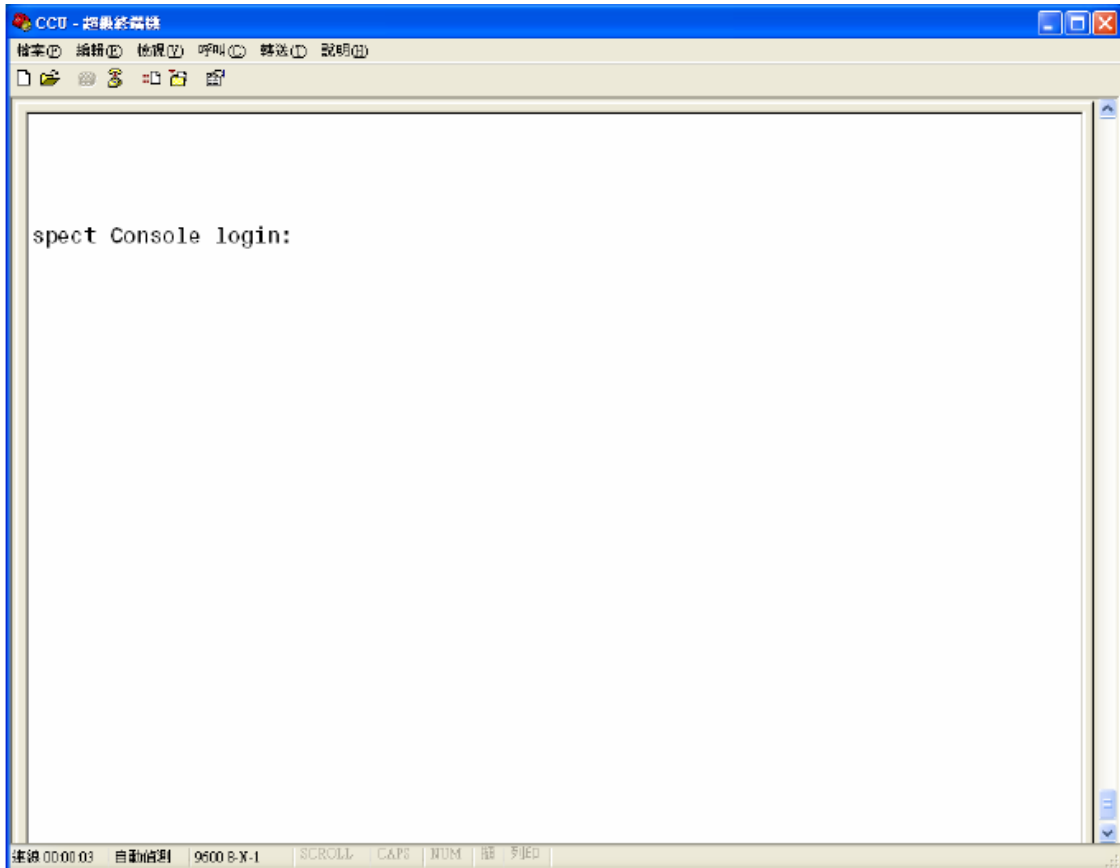 CCU - 超級終端機
檔案(F) 編輯(E) 檢視(V) 呼叫(C) 轉送(T) 說明(H)
spect Console login:
連線 00:00:03 自動偵測 9600 8-N-1 SCROLL CAPS NUM 擷 列印